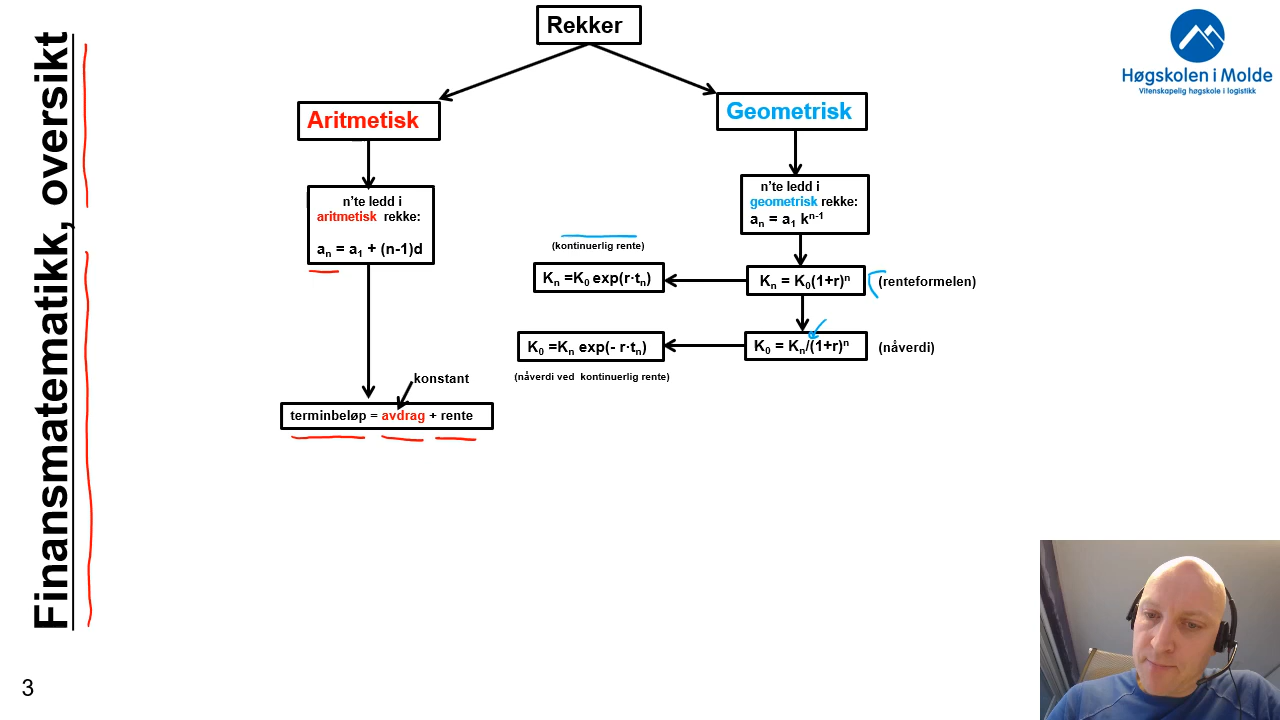 Finansmatematikk, oversikt
Rekker
Høgskolen i Molde
Vitenskapelig høgskole i logistikk
Aritmetisk
Geometrisk
n'te ledd i
aritmetisk rekke:
aₙ = a₁ + (n-1)d
n'te ledd i
geometrisk rekke:
aₙ = a₁ kⁿ⁻¹
(kontinuerlig rente)
Kₙ =K₀ exp(r·tₙ)
Kₙ = K₀(1+r)ⁿ
(renteformelen)
K₀ =Kₙ exp(- r·tₙ)
K₀ = Kₙ/(1+r)ⁿ
(nåverdi)
(nåverdi ved kontinuerlig rente)
konstant
terminbeløp = avdrag + rente
3